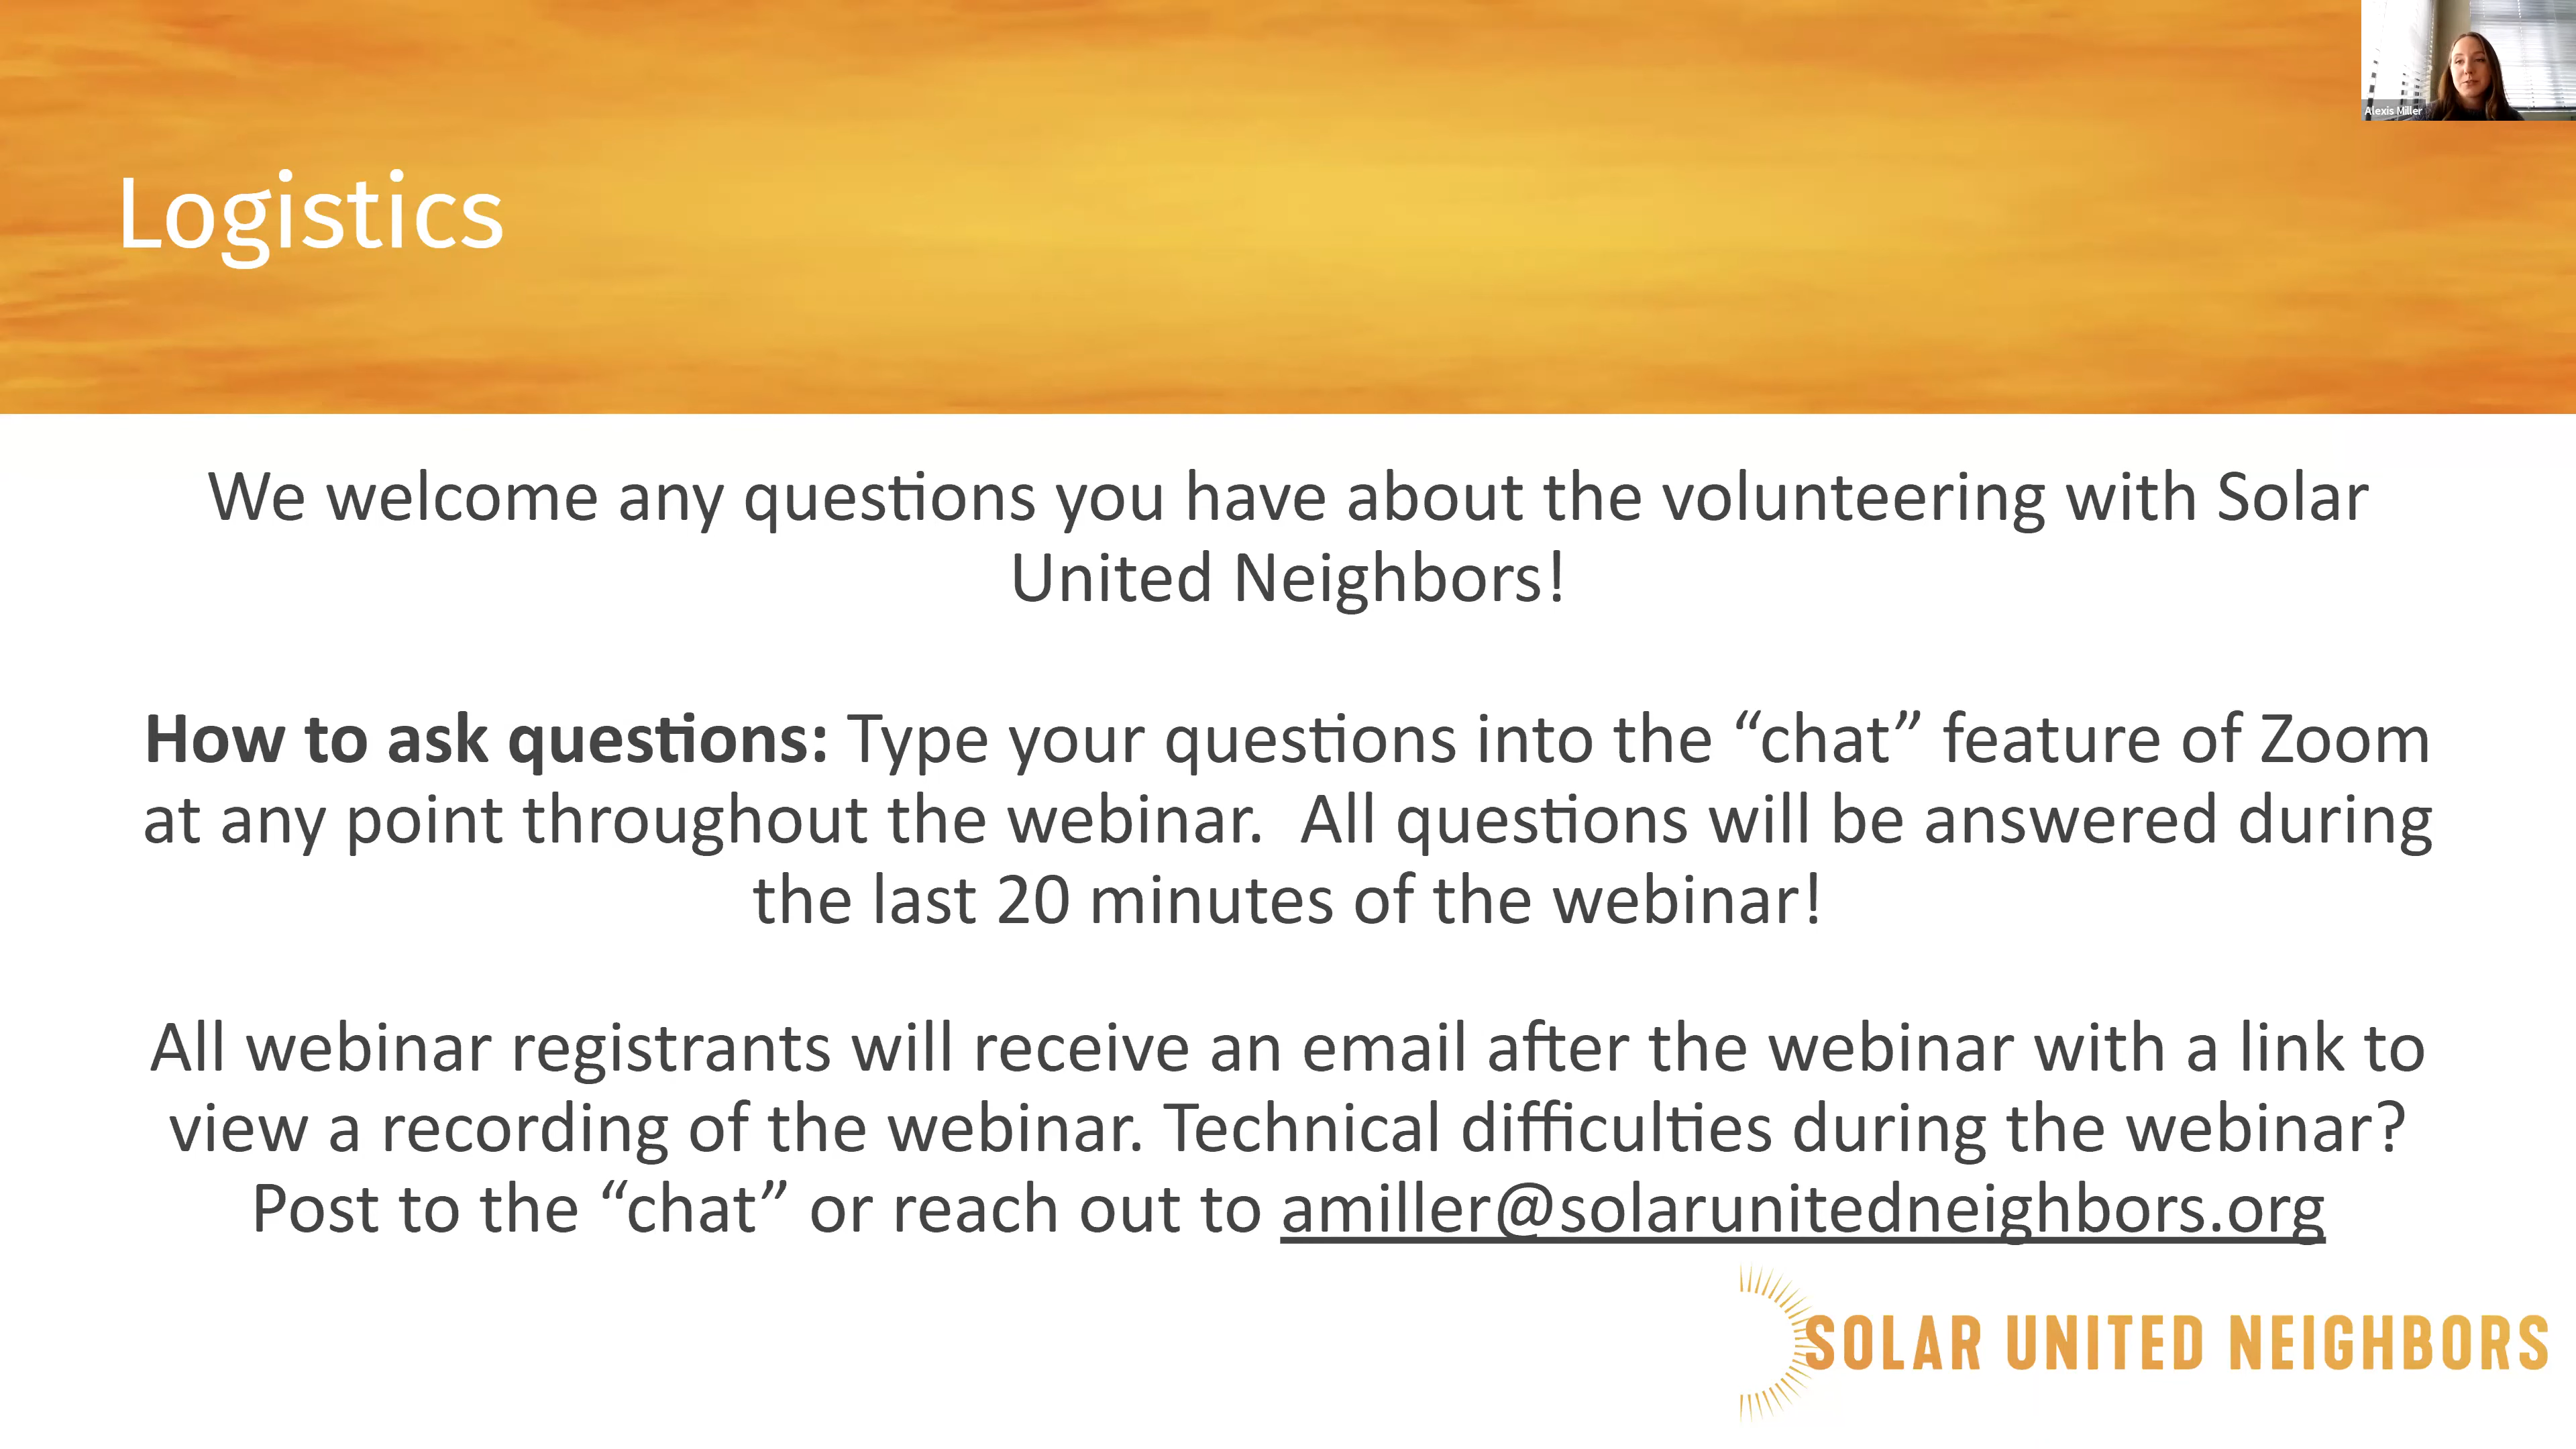 Alexis Miller
Logistics
We welcome any questions you have about the volunteering with Solar
United Neighbors!
How to ask questions: Type your questions into the “chat” feature of Zoom
at any point throughout the webinar.  All questions will be answered during
the last 20 minutes of the webinar!
All webinar registrants will receive an email after the webinar with a link to
view a recording of the webinar. Technical difficulties during the webinar?
Post to the “chat” or reach out to amiller@solarunitedneighbors.org
SOLAR UNITED NEIGHBORS